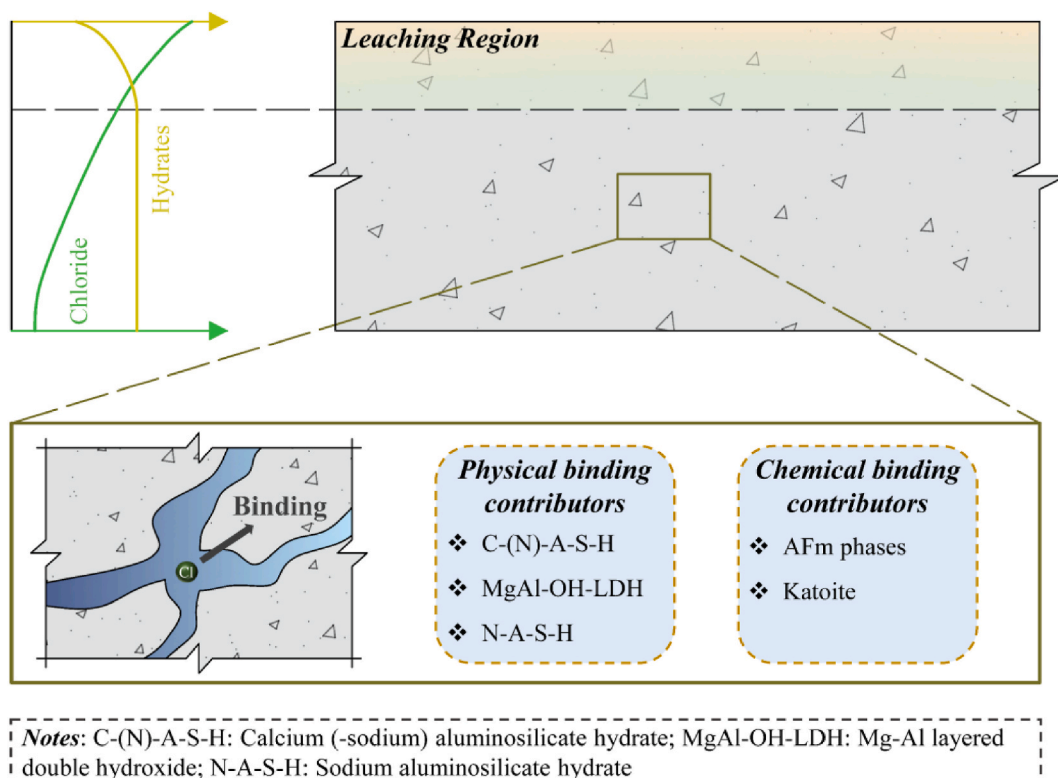 Leaching Region
Hydrates
Chloride
Binding
Cl
Physical binding
contributors
❖ C-(N)-A-S-H
❖ MgAl-OH-LDH
❖ N-A-S-H
Chemical binding
contributors
❖ AFm phases
❖ Katoite
Notes: C-(N)-A-S-H: Calcium (-sodium) aluminosilicate hydrate; MgAl-OH-LDH: Mg-Al layered
double hydroxide; N-A-S-H: Sodium aluminosilicate hydrate